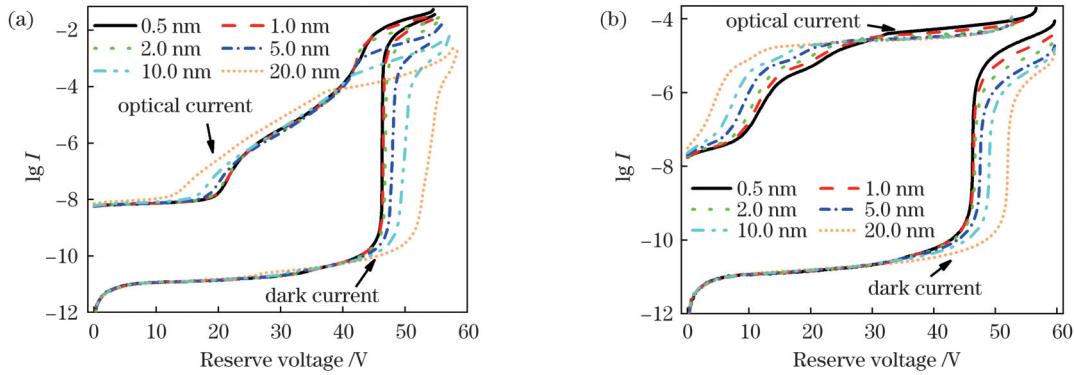 (a)
0.5 nm 1.0 nm
2.0 nm 5.0 nm
10.0 nm 20.0 nm
optical current
dark current
−2
−4
−6
−8
−10
−12
lg I
0 10 20 30 40 50 60
Reserve voltage /V
(b)
optical current
0.5 nm 1.0 nm
2.0 nm 5.0 nm
10.0 nm 20.0 nm
dark current
−4
−6
−8
−10
−12
lg I
0 10 20 30 40 50 60
Reserve voltage /V